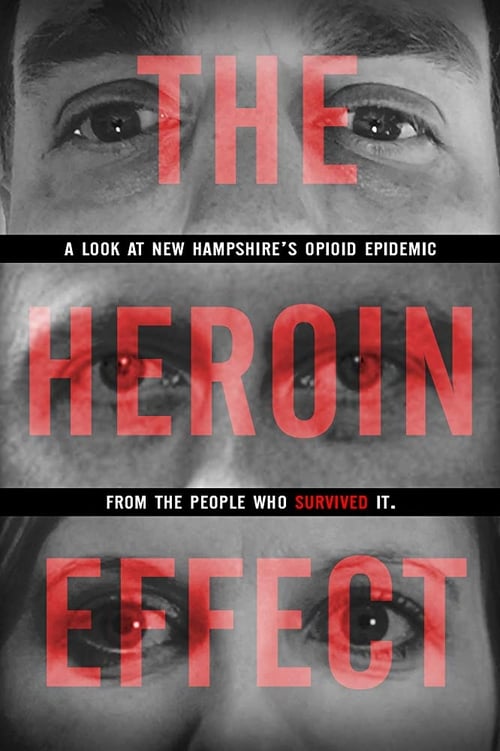 THE
A LOOK AT NEW HAMPSHIRE'S OPIOID EPIDEMIC
HEROIN
FROM THE PEOPLE WHO SURVIVED IT.
EFFECT